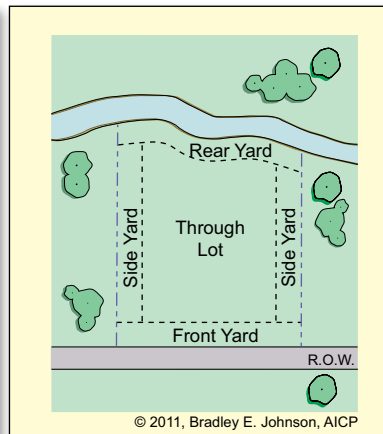 Rear Yard
Side Yard
Through
Lot
Side Yard
Front Yard
R.O.W.
© 2011, Bradley E. Johnson, AICP